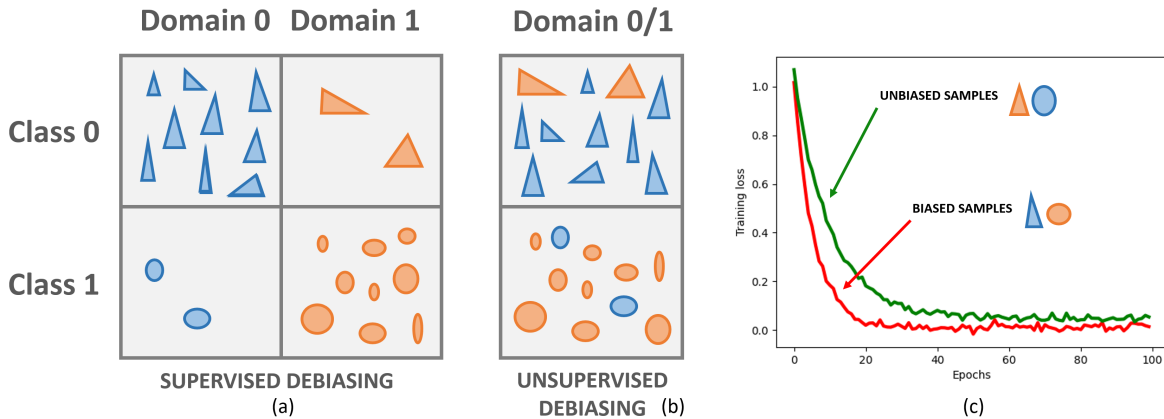 Domain 0 Domain 1
Class 0
Class 1
SUPERVISED DEBIASING
(a)
Domain 0/1
UNSUPERVISED
DEBIASING
(b)
UNBIASED SAMPLES
BIASED SAMPLES
Training loss
1.0
0.8
0.6
0.4
0.2
0.0
0 20 40 60 80 100
Epochs
(c)